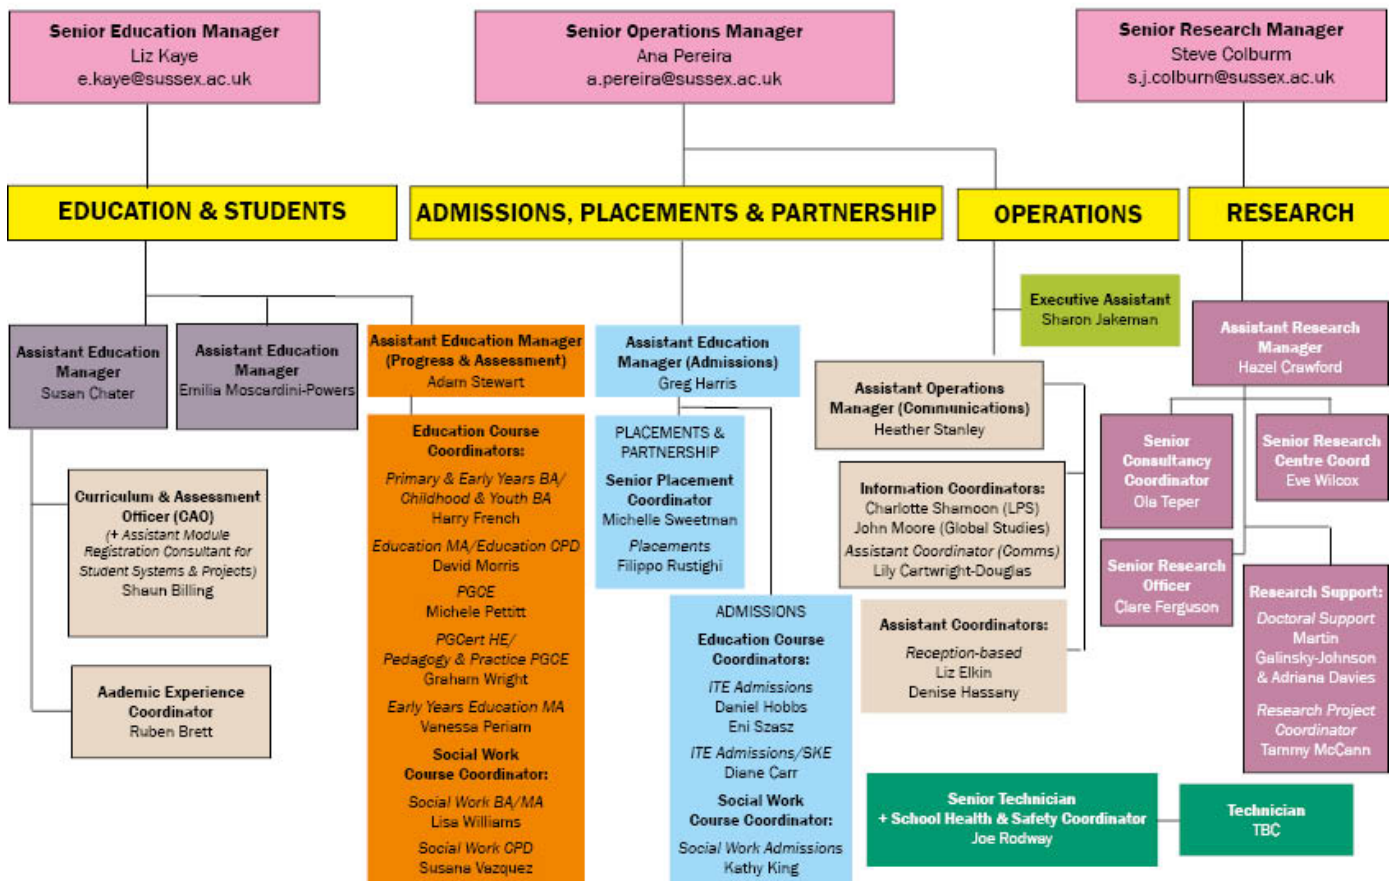 Senior Education Manager
Liz Kaye
e.kaye@sussex.ac.uk
Senior Operations Manager
Ana Pereira
a.pereira@sussex.ac.uk
Senior Research Manager
Steve Colburm
s.j.colburn@sussex.ac.uk
EDUCATION & STUDENTS
ADMISSIONS, PLACEMENTS & PARTNERSHIP
OPERATIONS
RESEARCH
Assistant Education
Manager
Susan Chater
Assistant Education
Manager
Emilia Moscardini-Powers
Assistant Education Manager
(Progress & Assessment)
Adam Stewart
Assistant Education
Manager (Admissions)
Greg Harris
Executive Assistant
Sharon Jakeman
Assistant Research
Manager
Hazel Crawford
Curriculum & Assessment
Officer (CAO)
(+ Assistant Module
Registration Consultant for
Student Systems & Projects)
Shaun Billing
Aademic Experience
Coordinator
Ruben Brett
Education Course
Coordinators:
Primary & Early Years BA/
Childhood & Youth BA
Harry French
Education MA/Education CPD
David Morris
PGCE
Michele Pettitt
PGCert HE/
Pedagogy & Practice PGCE
Graham Wright
Early Years Education MA
Vanessa Periam
Social Work
Course Coordinator:
Social Work BA/MA
Lisa Williams
Social Work CPD
Susana Vazquez
PLACEMENTS &
PARTNERSHIP
Senior Placement
Coordinator
Michelle Sweetman
Placements
Filippo Rustighi
ADMISSIONS
Education Course
Coordinators:
ITE Admissions
Daniel Hobbs
Eni Szasz
ITE Admissions/SKE
Diane Carr
Social Work
Course Coordinator:
Social Work Admissions
Kathy King
Assistant Operations
Manager (Communications)
Heather Stanley
Information Coordinators:
Charlotte Shamoon (LPS)
John Moore (Global Studies)
Assistant Coordinator (Comms)
Lily Cartwright-Douglas
Assistant Coordinators:
Reception-based
Liz Elkin
Denise Hassany
Senior
Consultancy
Coordinator
Ola Teper
Senior Research
Centre Coord
Eve Wilcox
Senior Research
Officer
Clare Ferguson
Research Support:
Doctoral Support
Martin
Galinsky-Johnson
& Adriana Davies
Research Project
Coordinator
Tammy McCann
Senior Technician
+ School Health & Safety Coordinator
Joe Rodway
Technician
TBC